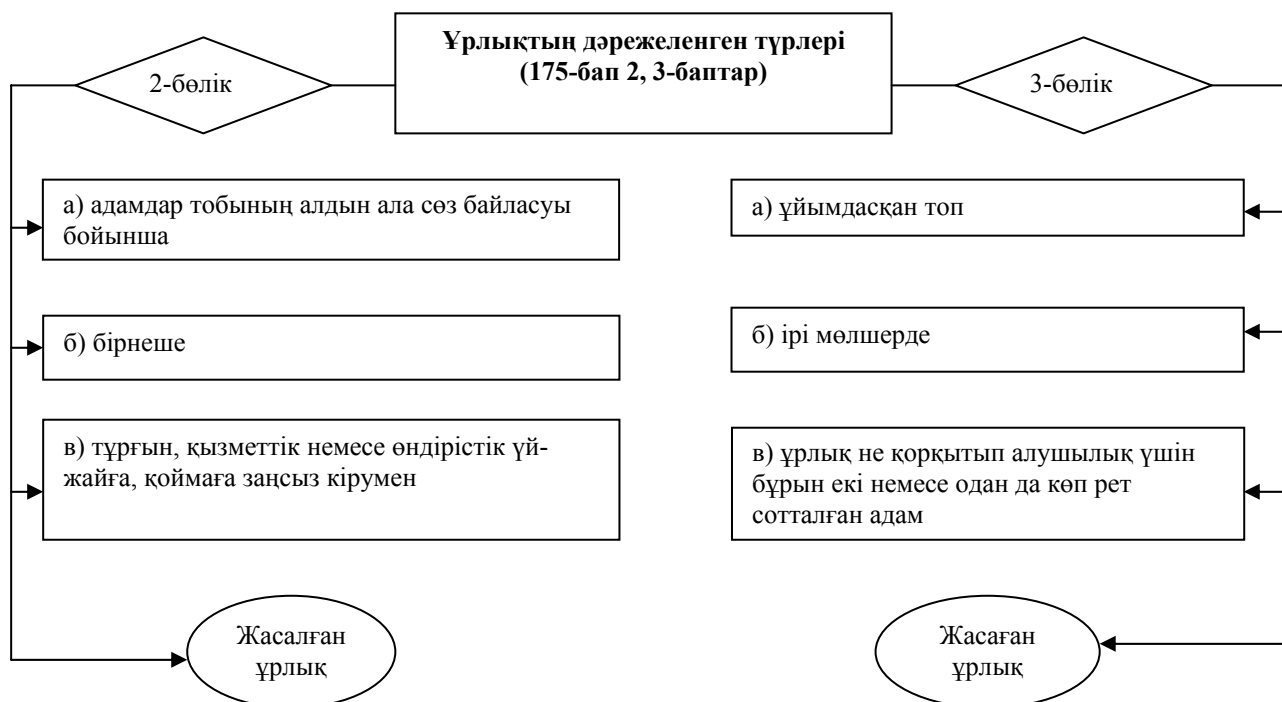 Ұрлықтың дәрежеленген түрлері
(175-бап 2, 3-баптар)
2-бөлік
3-бөлік
а) адамдар тобының алдын ала сөз байласуы
бойынша
б) бірнеше
в) тұрғын, қызметтік немесе өндірістік үй-
жайға, қоймаға заңсыз кірумен
Жасалған
ұрлық
а) ұйымдасқан топ
б) ірі мөлшерде
в) ұрлық не қорқытып алушылық үшін
бұрын екі немесе одан да көп рет
сотталған адам
Жасаған
ұрлық